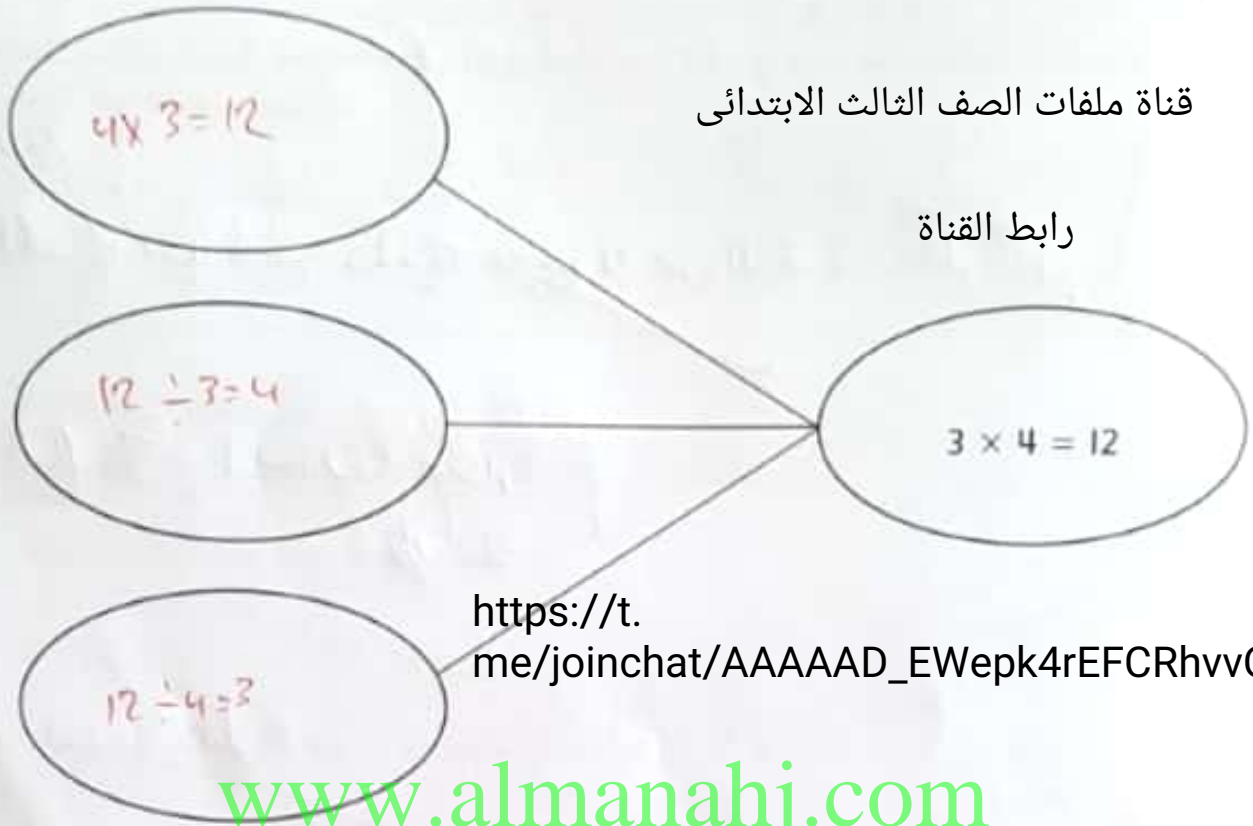 4x 3=12
قناة ملفات الصف الثالث الابتدائى
رابط القناة
12 ÷3=4
3 × 4 = 12
https://t.
me/joinchat/AAAAAD_EWepk4rEFCRhvv
12 ÷4=3
www.almanahj.com